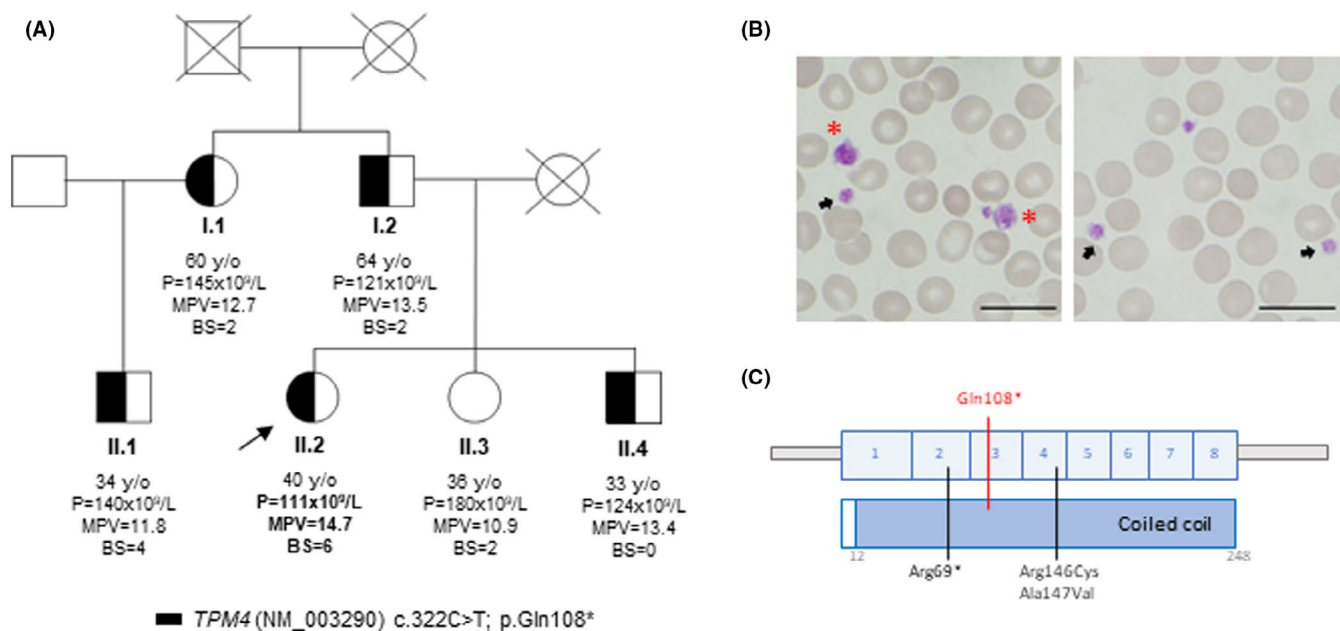 (A)
I.1
60 y/o
P=145x10⁹/L
MPV=12.7
BS=2
I.2
64 y/o
P=121x10⁹/L
MPV=13.5
BS=2
II.1
34 y/o
P=140x10⁹/L
MPV=11.8
BS=4
II.2
40 y/o
P=111x10⁹/L
MPV=14.7
BS=6
II.3
36 y/o
P=180x10⁹/L
MPV=10.9
BS=2
II.4
33 y/o
P=124x10⁹/L
MPV=13.4
BS=0
TPM4 (NM_003290) c.322C>T; p.Gln108*
(B)
*
*
(C)
Gln108*
1 2 3 4 5 6 7 8
Coiled coil
12 248
Arg69* Arg146Cys
Ala147Val